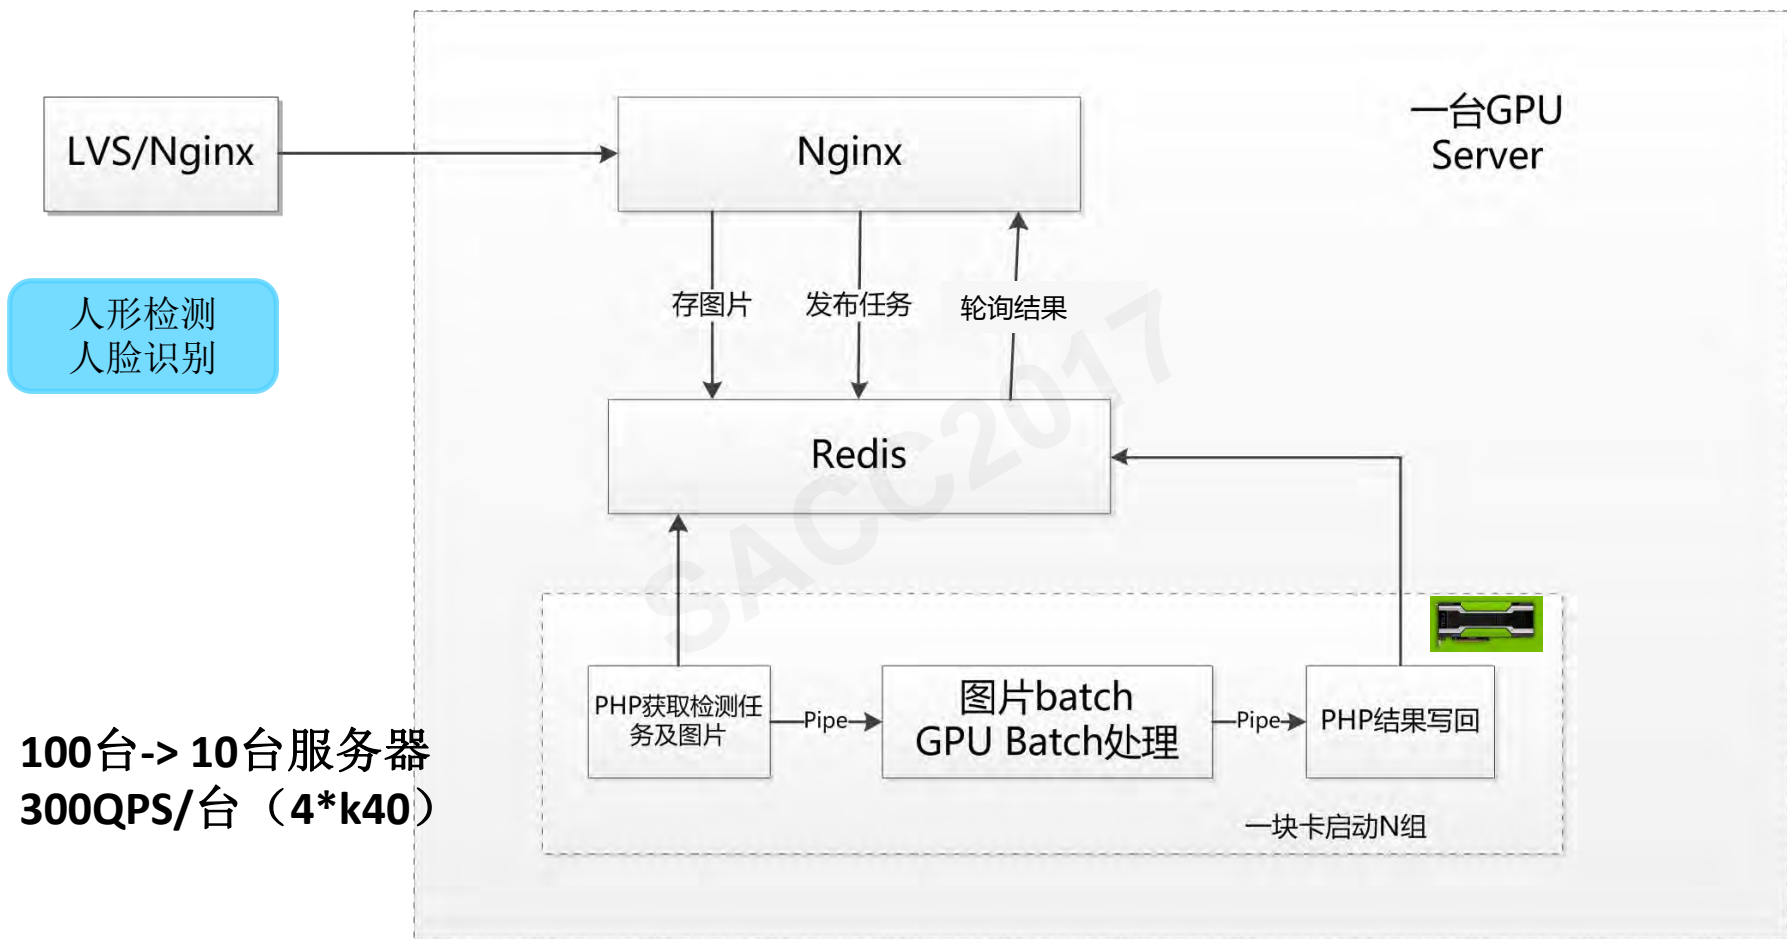 一台GPU
Server
LVS/Nginx
Nginx
人形检测
人脸识别
存图片
发布任务
轮询结果
Redis
SACC2017
PHP获取检测任
务及图片
Pipe
图片batch
GPU Batch处理
Pipe
PHP结果写回
一块卡启动N组
100台-> 10台服务器
300QPS/台（4*k40）